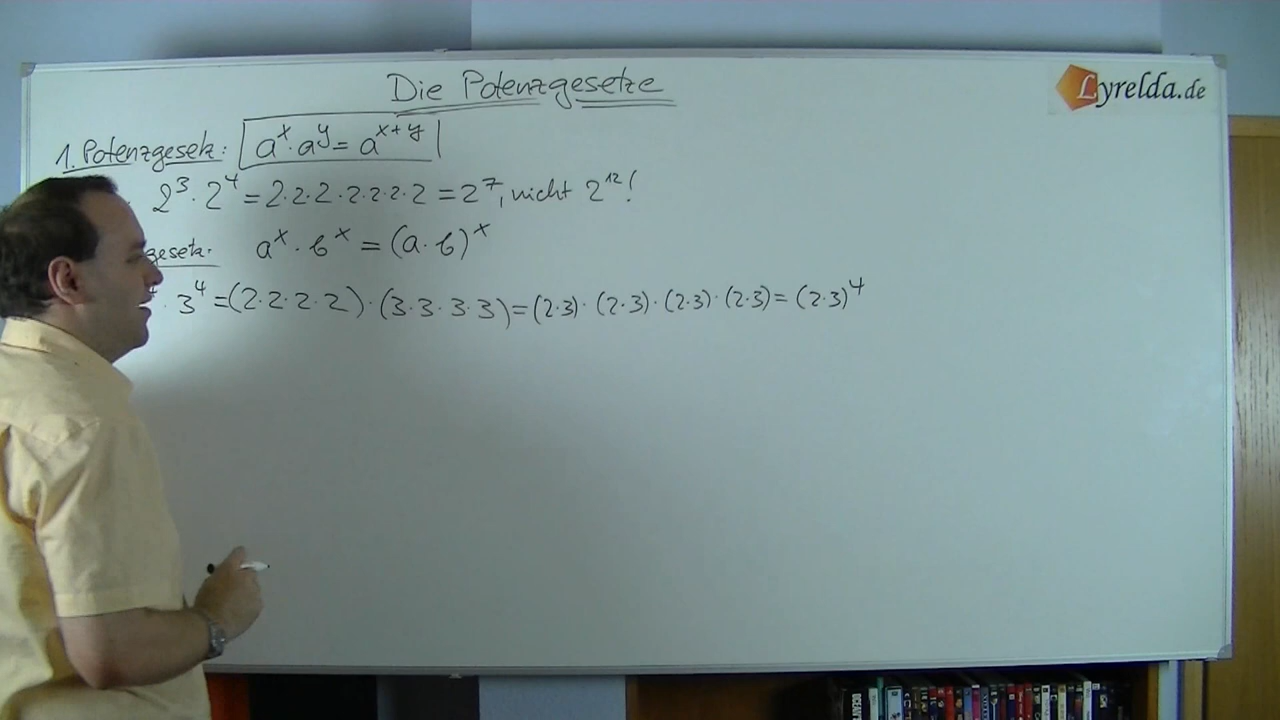 Die Potenzgesetze
Lyrelda.de
1. Potenzgesetz: a^x · a^y = a^(x+y)
2^3 · 2^4 = 2·2·2·2·2·2·2 = 2^7, nicht 2^12!
gesetz: a^x · b^x = (a·b)^x
· 3^4 = (2·2·2·2) · (3·3·3·3) = (2·3) · (2·3) · (2·3) · (2·3) = (2·3)^4